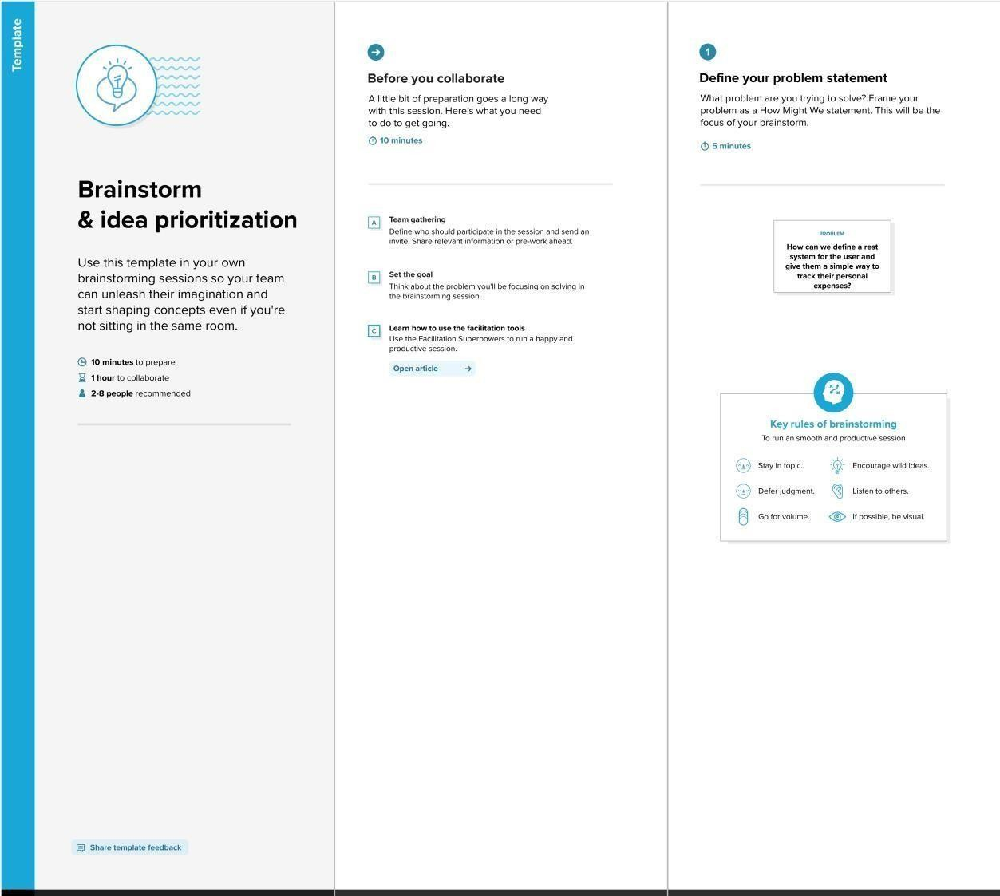 Template
Brainstorm
& idea prioritization
Use this template in your own
brainstorming sessions so your team
can unleash their imagination and
start shaping concepts even if you're
not sitting in the same room.
10 minutes to prepare
1 hour to collaborate
2-8 people recommended
Share template feedback
Before you collaborate
A little bit of preparation goes a long way
with this session. Here's what you need
to do to get going.
10 minutes
A
Team gathering
Define who should participate in the session and send an
invite. Share relevant information or pre-work ahead.
B
Set the goal
Think about the problem you'll be focusing on solving in
the brainstorming session.
C
Learn how to use the facilitation tools
Use the Facilitation Superpowers to run a happy and
productive session.
Open article
1
Define your problem statement
What problem are you trying to solve? Frame your
problem as a How Might We statement. This will be the
focus of your brainstorm.
5 minutes
PROBLEM
How can we define a rest
system for the user and
give them a simple way to
track their personal
expenses?
Key rules of brainstorming
To run an smooth and productive session
Stay in topic.
Encourage wild ideas.
Defer judgment.
Listen to others.
Go for volume.
If possible, be visual.